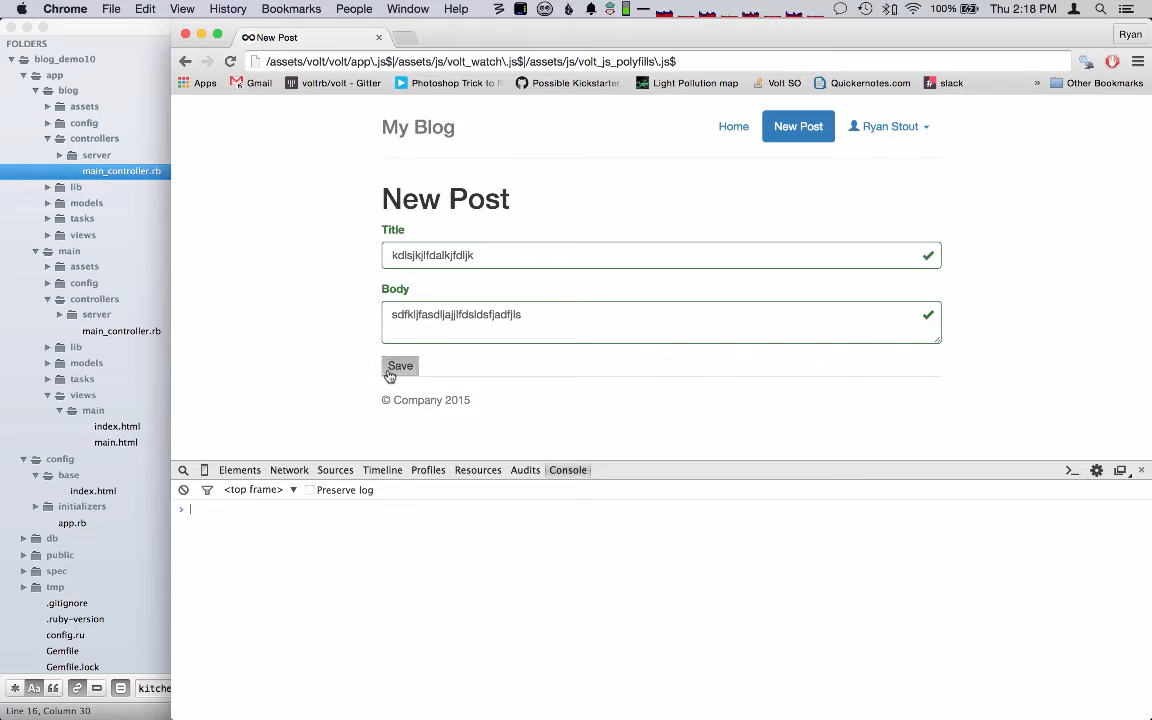 Chrome File Edit View History Bookmarks People Window Help 100% Thu 2:18 PM
FOLDERS
blog_demo10
app
blog
assets
config
controllers
server
main_controller.rb
lib
models
tasks
views
main
assets
config
controllers
server
main_controller.rb
lib
models
tasks
views
main
index.html
main.html
config
base
index.html
initializers
app.rb
db
public
spec
tmp
.gitignore
.ruby-version
config.ru
Gemfile
Gemfile.lock
Aa kitche
Line 16, Column 30
New Post Ryan
/assets/volt/volt/app\.js$|/assets/js/volt_watch\.js$|/assets/js/volt_js_polyfills\.js$
Apps Gmail voltrb/volt - Gitter Photoshop Trick to R Possible Kickstarter Light Pollution map Volt SO Quickernotes.com slack » Other Bookmarks
My Blog Home New Post Ryan Stout
New Post
Title
kdlsjkjlfdalkjfdljk
Body
sdfkljfasdljajjlfdsldsfjadfjls
Save
© Company 2015
Elements Network Sources Timeline Profiles Resources Audits Console
<top frame> Preserve log
>